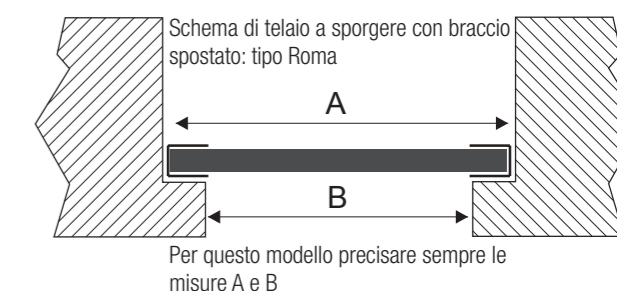 Schema di telaio a sporgere con braccio
spostato: tipo Roma
A
B
Per questo modello precisare sempre le
misure A e B